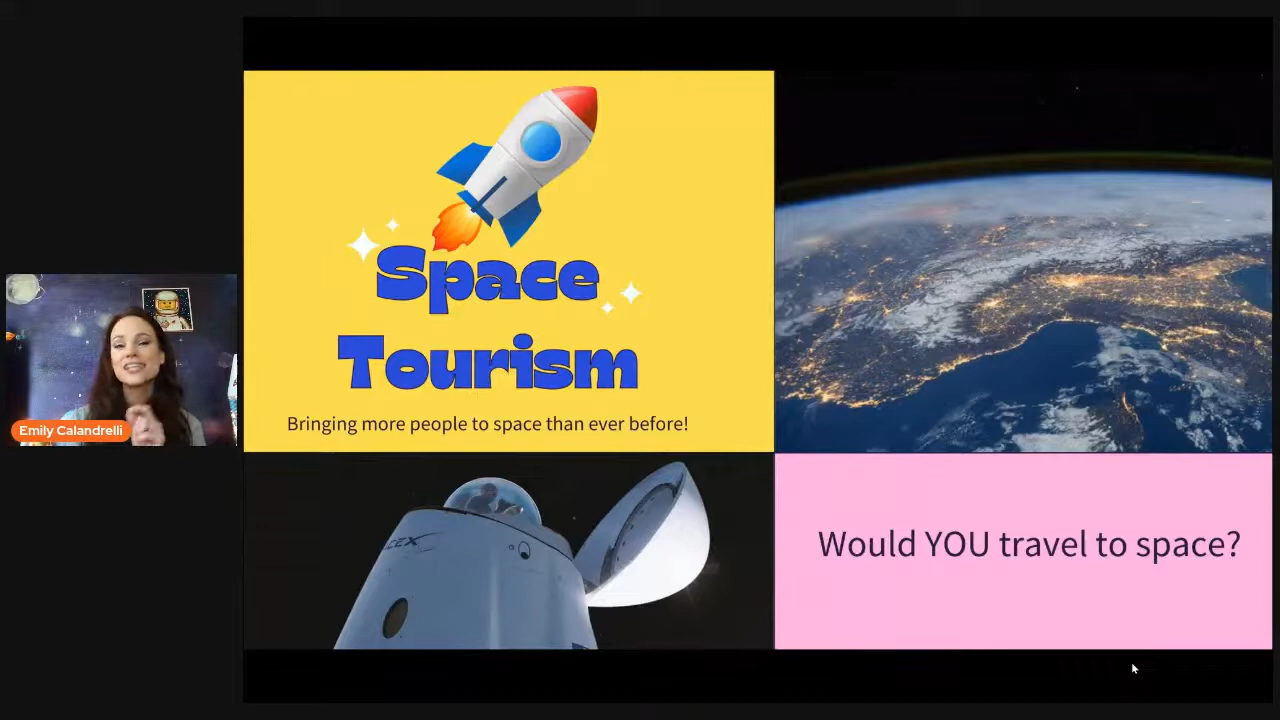 Space
Tourism
Bringing more people to space than ever before!
Emily Calandrelli
Would YOU travel to space?